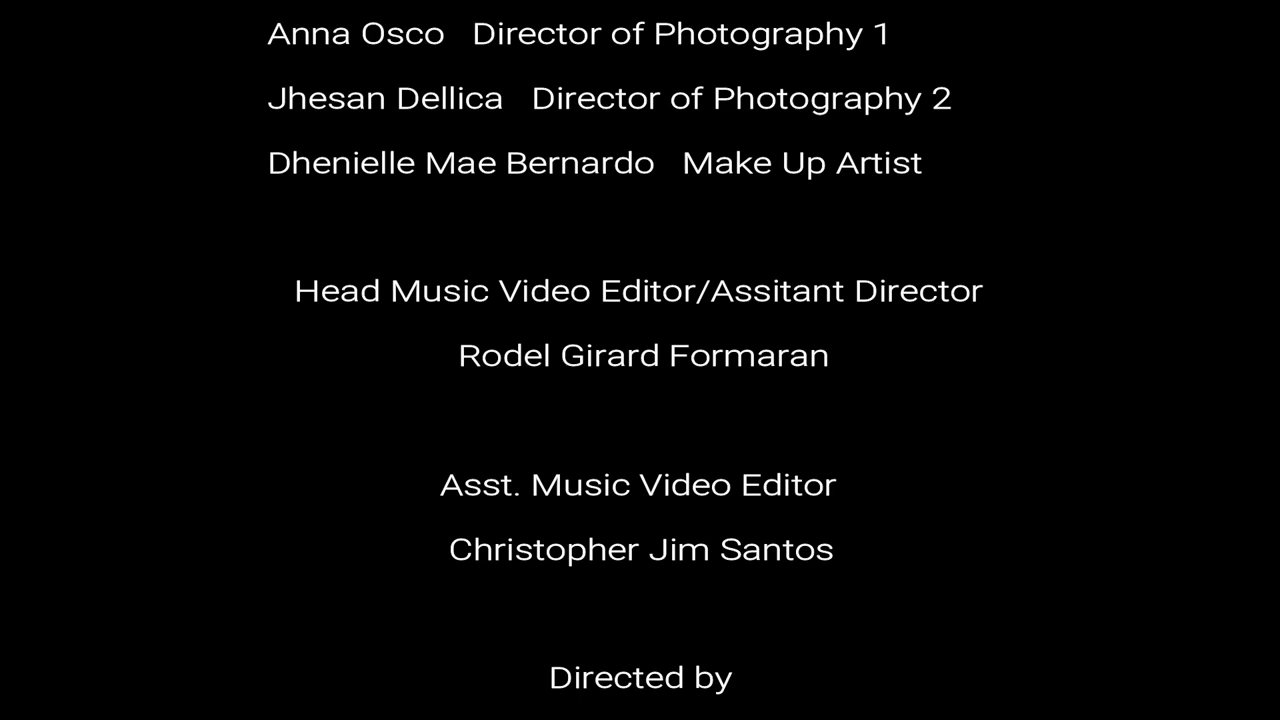 Anna Osco Director of Photography 1
Jhesan Dellica Director of Photography 2
Dhenielle Mae Bernardo Make Up Artist
Head Music Video Editor/Assitant Director
Rodel Girard Formaran
Asst. Music Video Editor
Christopher Jim Santos
Directed by